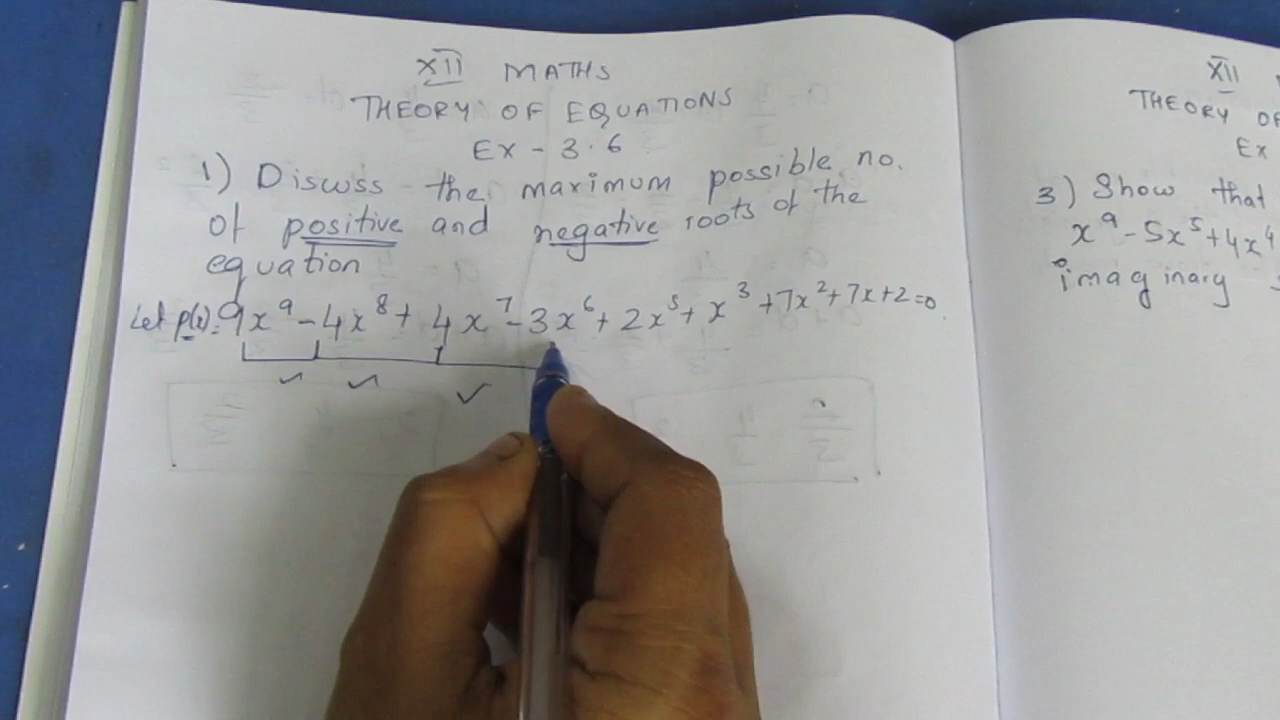 XII MATHS
THEORY OF EQUATIONS
EX - 3.6
1) Discuss the maximum possible no.
of positive and negative roots of the
equation
Let p(x): 9x⁹ - 4x⁸ + 4x⁷ - 3x⁶ + 2x⁵ + x³ + 7x² + 7x + 2 = 0.
XII
THEORY OF
Ex
3) Show that
x⁹ - 5x⁵ + 4x⁴
imaginary